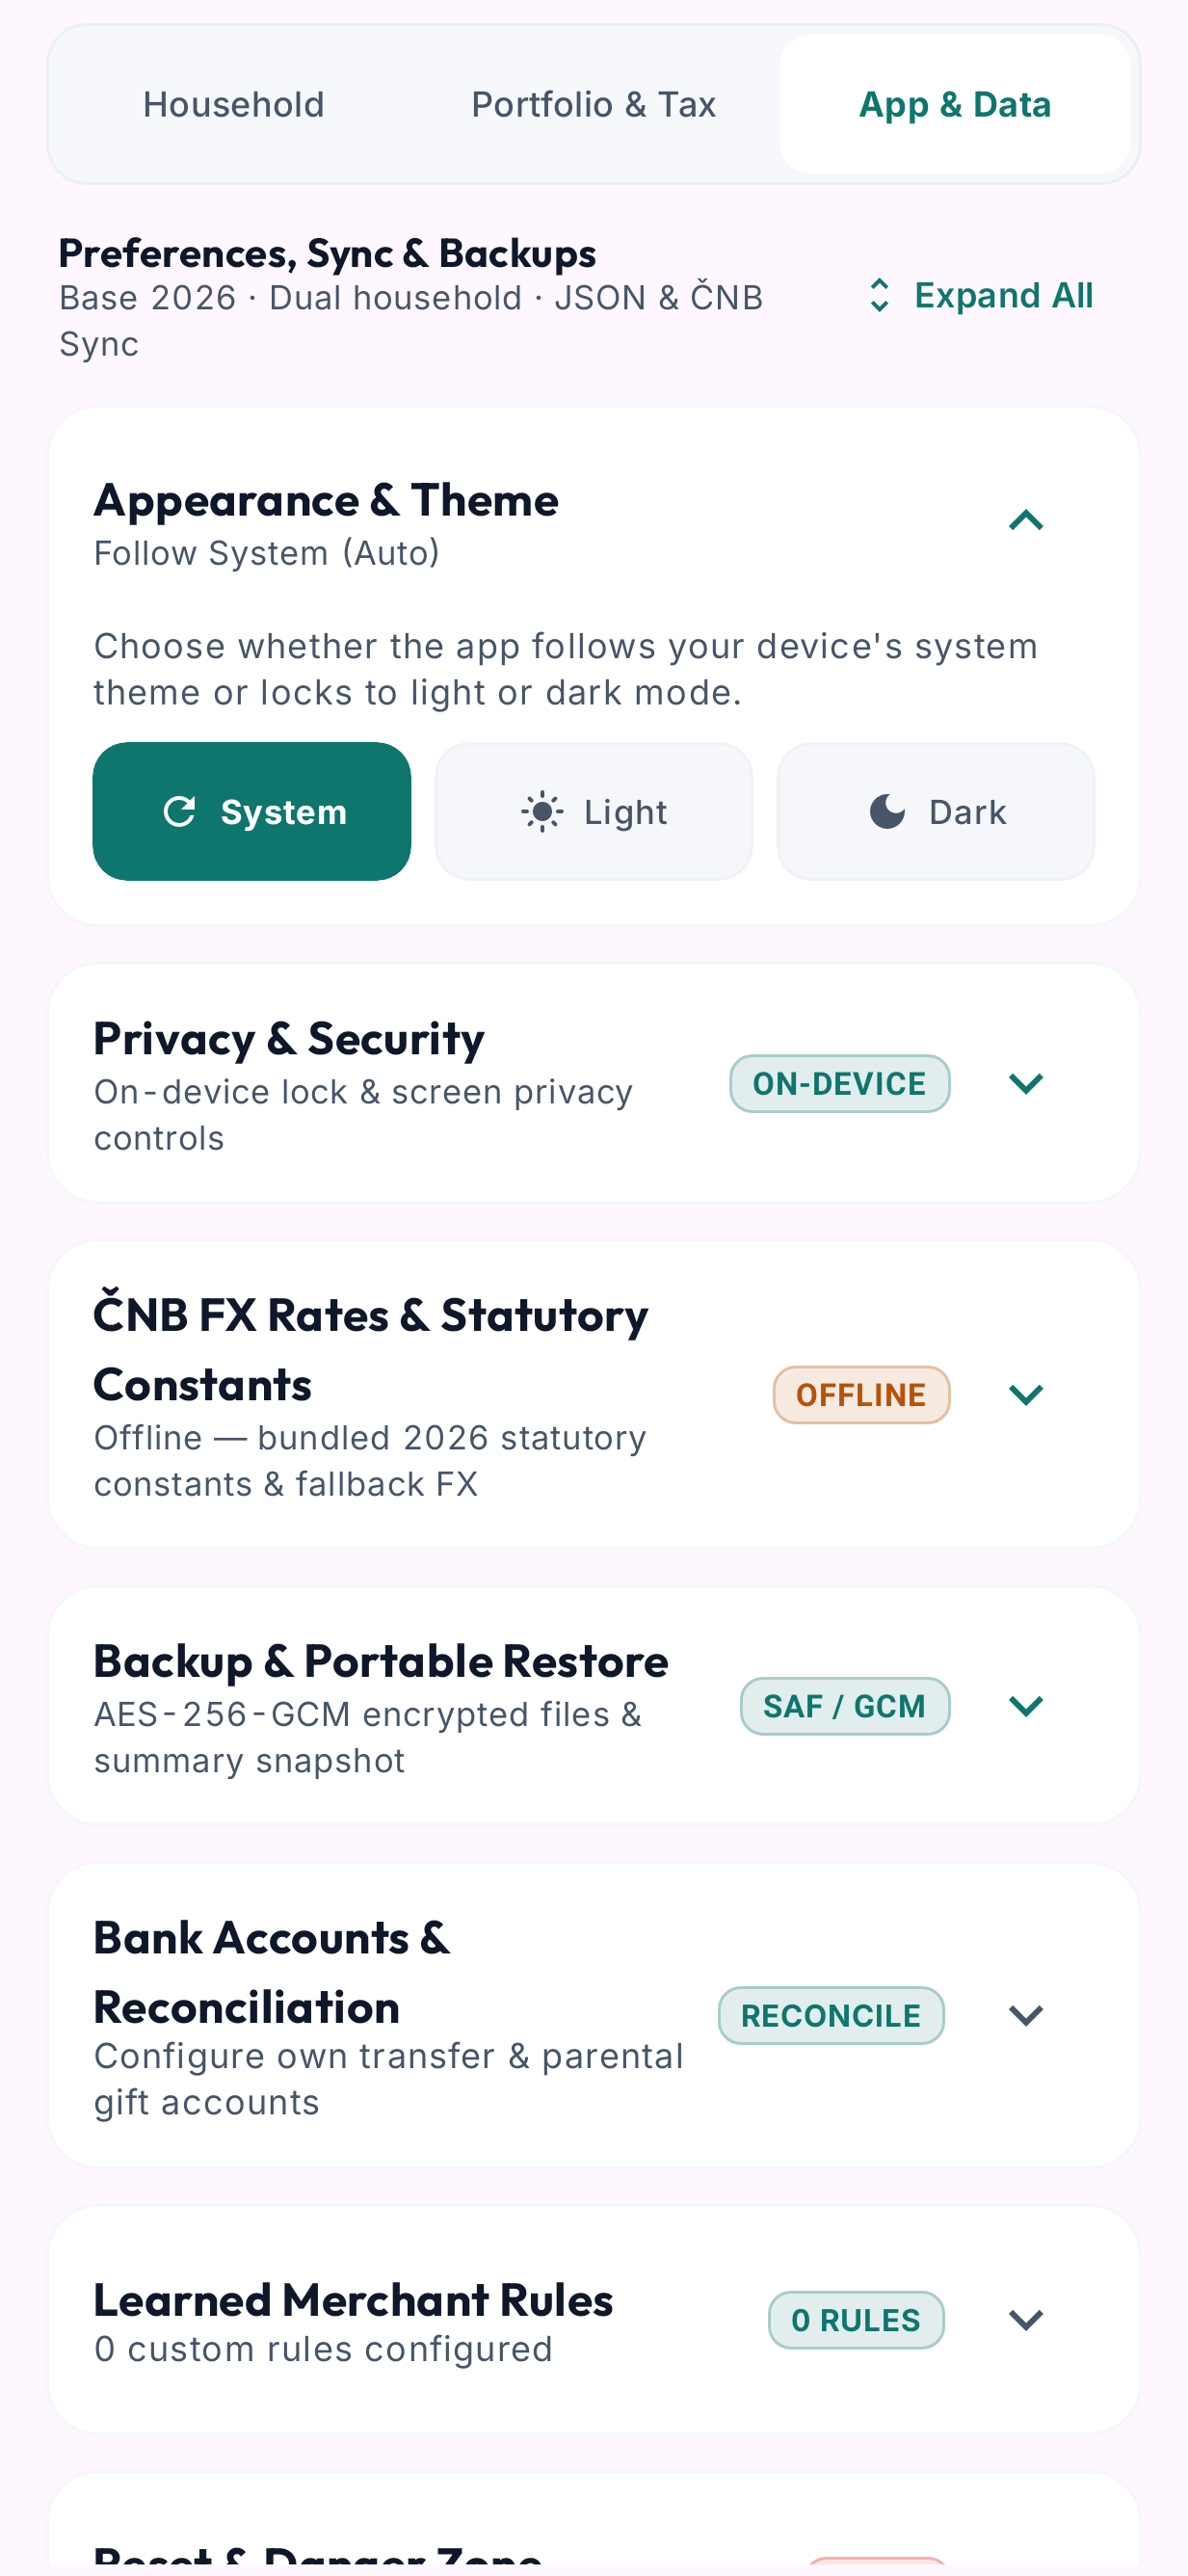 Household
Portfolio & Tax
App & Data
Preferences, Sync & Backups
Base 2026 · Dual household · JSON & ČNB
Sync
Expand All
Appearance & Theme
Follow System (Auto)
Choose whether the app follows your device's system
theme or locks to light or dark mode.
System
Light
Dark
Privacy & Security
On-device lock & screen privacy
controls
ON-DEVICE
ČNB FX Rates & Statutory
Constants
Offline — bundled 2026 statutory
constants & fallback FX
OFFLINE
Backup & Portable Restore
AES-256-GCM encrypted files &
summary snapshot
SAF / GCM
Bank Accounts &
Reconciliation
Configure own transfer & parental
gift accounts
RECONCILE
Learned Merchant Rules
0 custom rules configured
0 RULES
Reset & Danger Zone